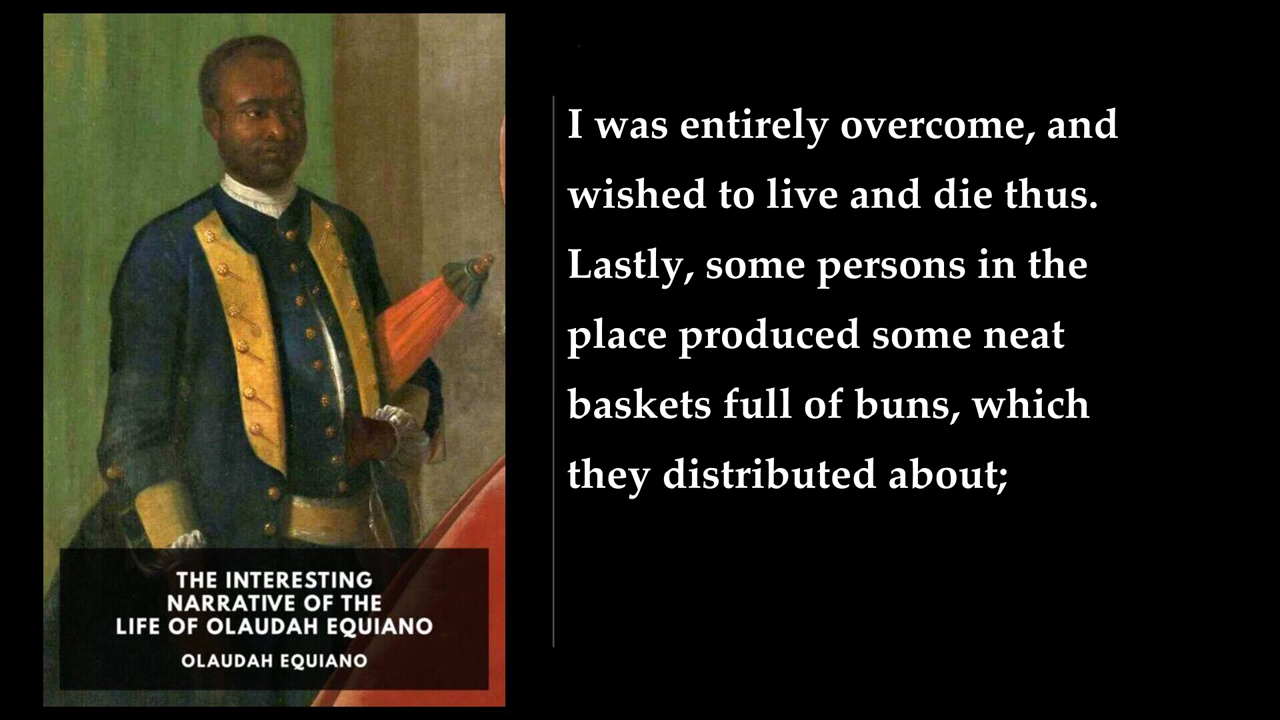 I was entirely overcome, and
wished to live and die thus.
Lastly, some persons in the
place produced some neat
baskets full of buns, which
they distributed about;
THE INTERESTING
NARRATIVE OF THE
LIFE OF OLAUDAH EQUIANO
OLAUDAH EQUIANO